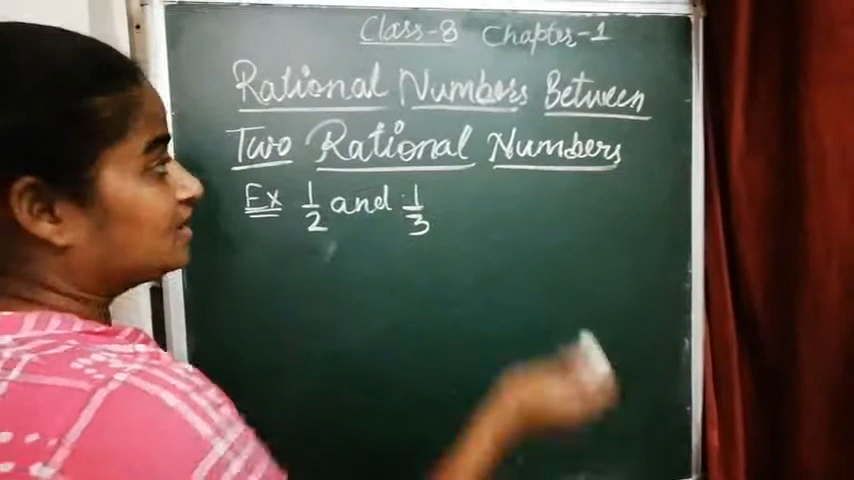 Class-8 Chapter-1
Rational Numbers Between
Two Rational Numbers
Ex 1/2 and 1/3